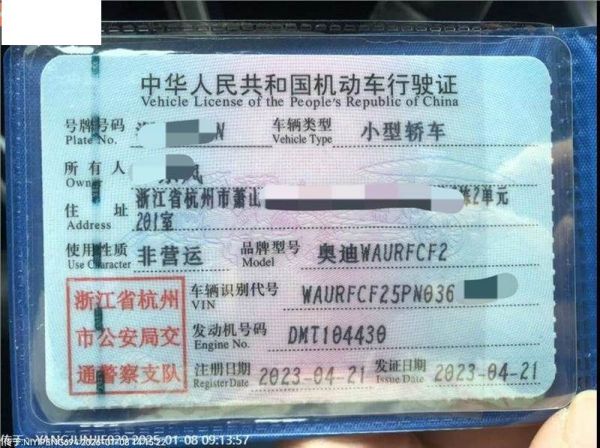 中华人民共和国机动车行驶证
Vehicle License of the People's Republic of China
号牌号码 N 车辆类型 小型轿车
Plate No. Vehicle Type
所有人
Owner
住址 浙江省杭州市萧山 2单元
Address 201室
使用性质 非营运 品牌型号 奥迪WAURFCF2
Use Character Model
浙江省杭州
市公安局交
通警察支队
车辆识别代号 WAURFCF25PN036
VIN
发动机号码 DMT104430
Engine No.
注册日期 2023-04-21 发证日期 2023-04-21
Register Date Issue Date
2025-01-08 09:13:57